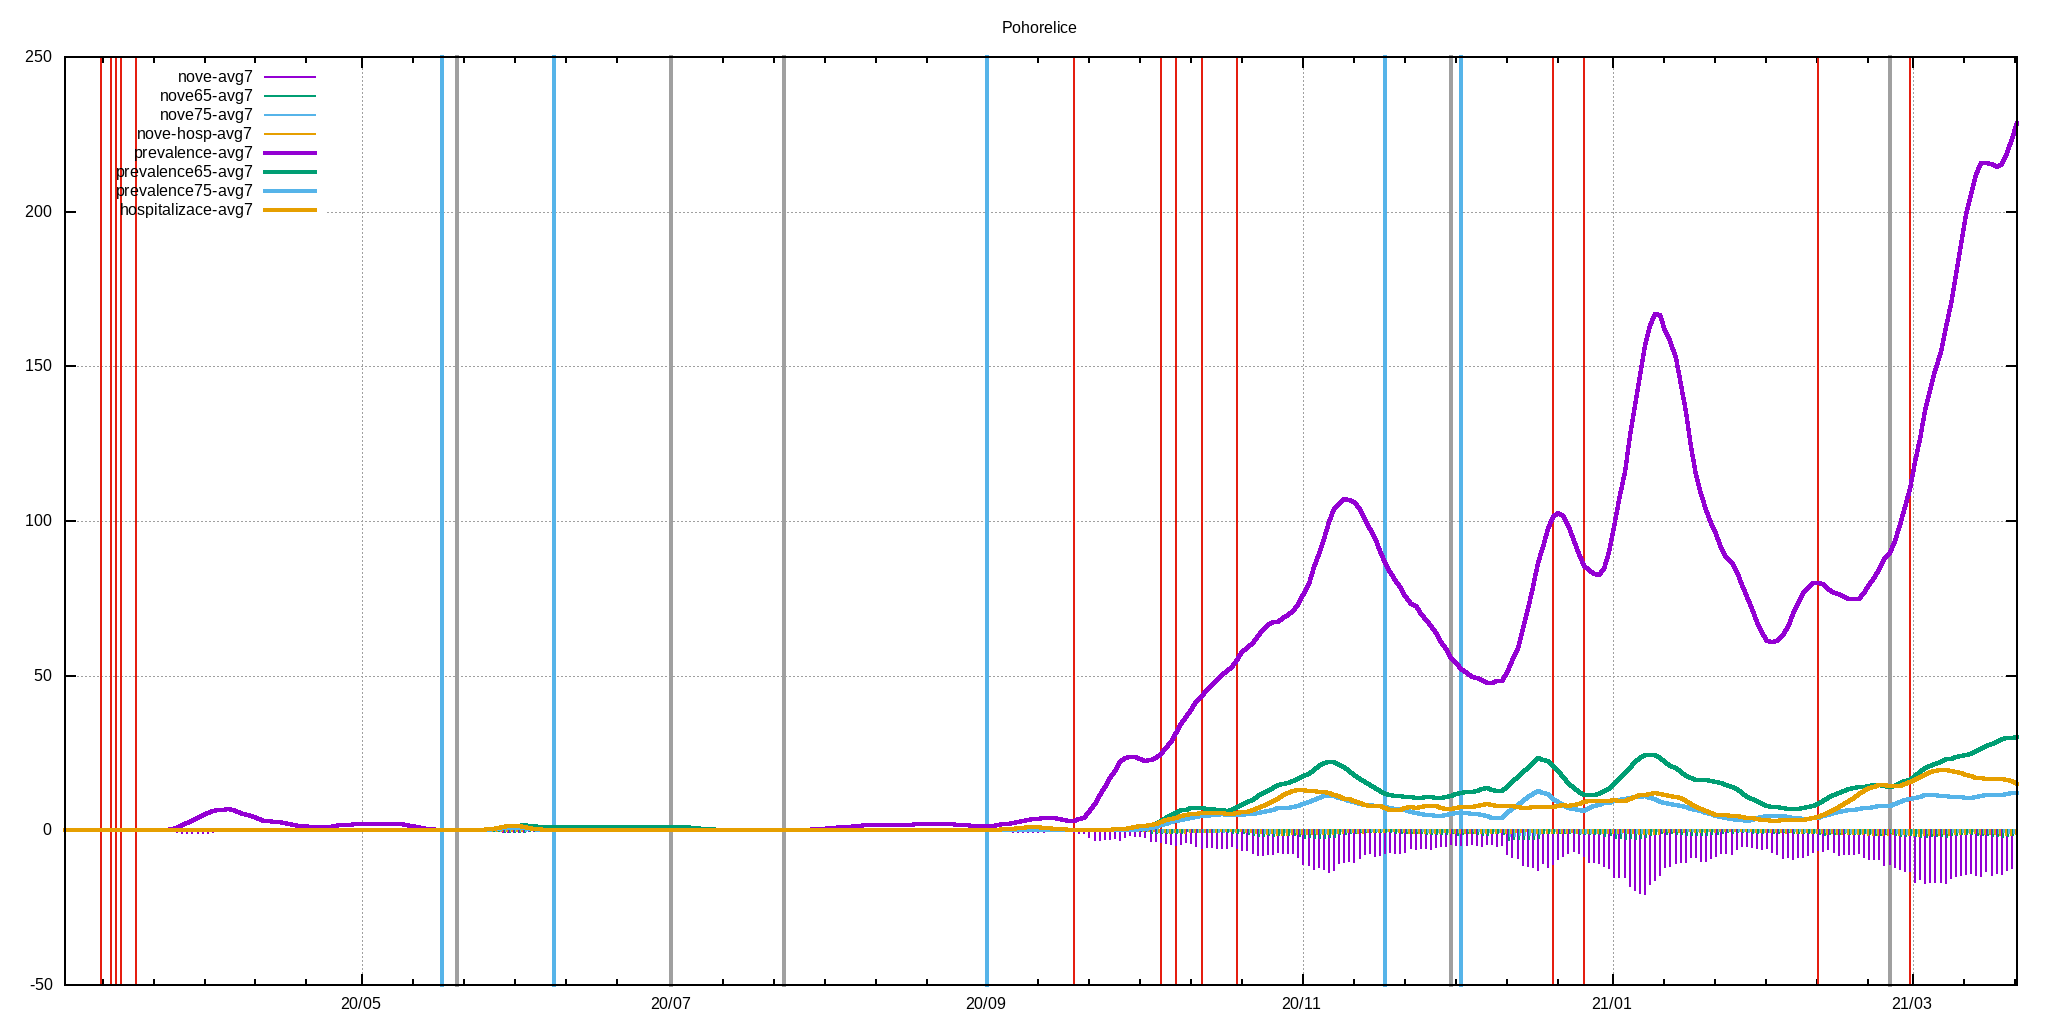 Pohorelice
250
nove-avg7
nove65-avg7
nove75-avg7
nove-hosp-avg7
prevalence-avg7
prevalence65-avg7
prevalence75-avg7
hospitalizace-avg7
200
150
100
50
0
-50
20/05 20/07 20/09 20/11 21/01 21/03